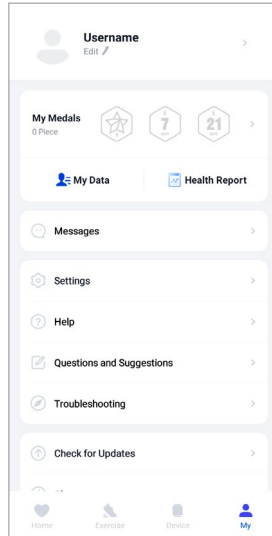 Username
Edit
My Medals
0 Piece
7
21
My Data
Health Report
Messages
Settings
Help
Questions and Suggestions
Troubleshooting
Check for Updates
Home
Exercise
Device
My